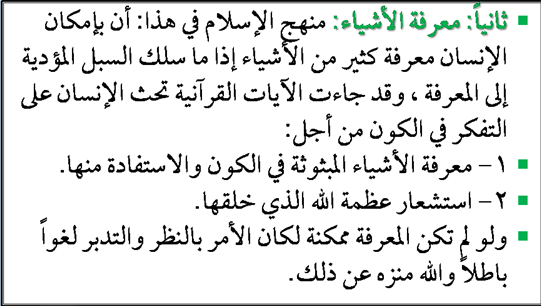 ▪ ثانياً: معرفة الأشياء: منهج الإسلام في هذا: أن بإمكان
الإنسان معرفة كثير من الأشياء إذا ما سلك السبل المؤدية
إلى المعرفة ، وقد جاءت الآيات القرآنية تحث الإنسان على
التفكر في الكون من أجل:
▪ ١- معرفة الأشياء المبثوثة في الكون والاستفادة منها.
▪ ٢- استشعار عظمة الله الذي خلقها.
▪ ولو لم تكن المعرفة ممكنة لكان الأمر بالنظر والتدبر لغواً
باطلاً والله منزه عن ذلك.